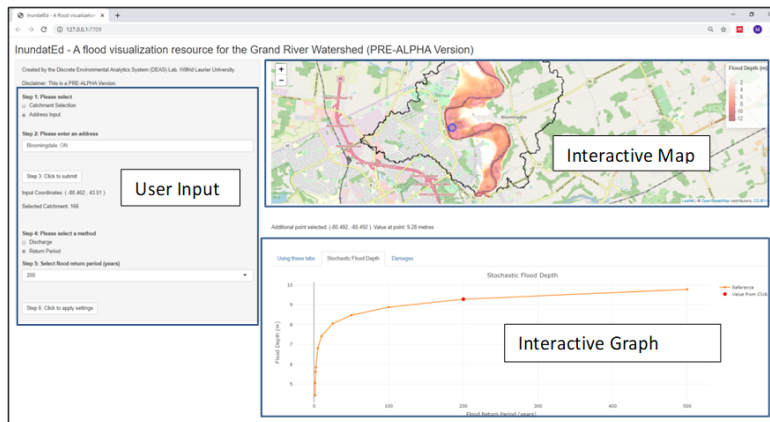 InundatEd - A flood visualizatio
127.0.0.1:7709
InundatEd - A flood visualization resource for the Grand River Watershed (PRE-ALPHA Version)
Created by the Discrete Environmental Analytics System (DEAS) Lab, Wilfrid Laurier University.
Disclaimer: This is a PRE-ALPHA Version.
Step 1: Please select
Catchment Selection
Address Input
Step 2: Please enter an address
Bloomingdale, ON
Step 3: Click to submit
Input Coordinates: ( -80.462 , 43.51 )
Selected Catchment: 166
Step 4: Please select a method
Discharge
Return Period
Step 5: Select flood return period (years)
200
Step 6: Click to apply settings
User Input
+
−
Bloomingdale
Flood Depth (m)
2
4
6
8
10
12
Interactive Map
Leaflet | © OpenStreetMap contributors, CC-BY-SA
Additional point selected: ( -80.492, -80.492 ) Value at point: 9.28 metres
Using these tabs
Stochastic Flood Depth
Damages
Stochastic Flood Depth
Reference
Value from Click
Flood Depth (m)
10
9
8
7
6
5
Interactive Graph
0
100
200
300
400
500
Flood Return Period (years)